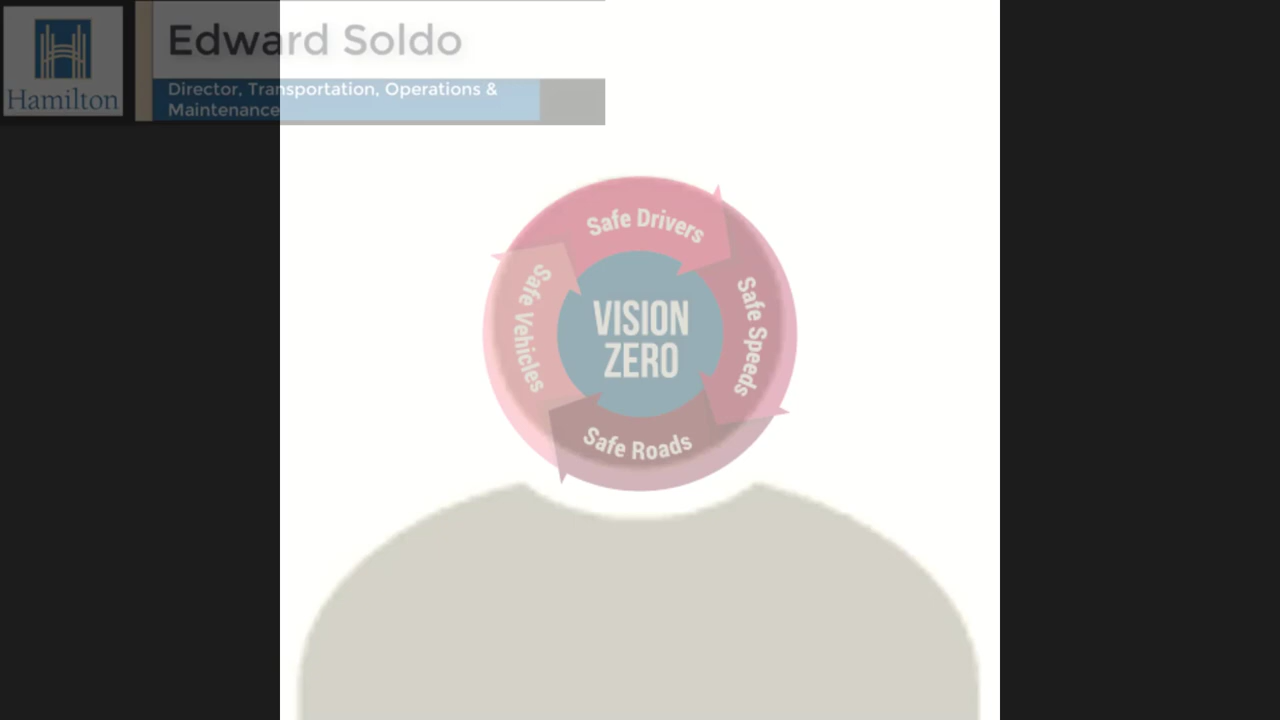 Edward Soldo
Director, Transportation, Operations &
Maintenance
Hamilton
Safe Drivers
Safe Speeds
Safe Vehicles
VISION
ZERO
Safe Roads